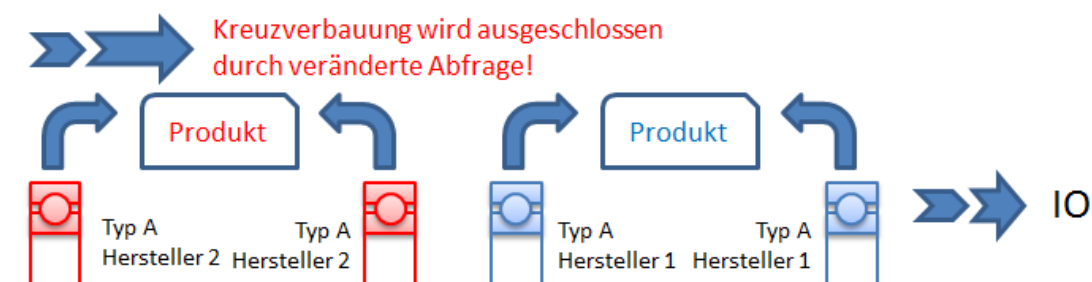 Kreuzverbauung wird ausgeschlossen
durch veränderte Abfrage!
Produkt
Produkt
Typ A
Hersteller 2
Typ A
Hersteller 2
Typ A
Hersteller 1
Typ A
Hersteller 1
IO